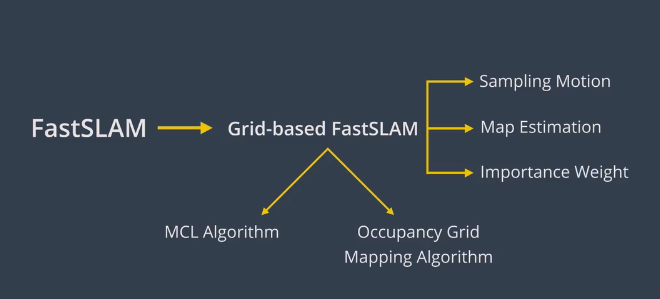 FastSLAM
Grid-based FastSLAM
Sampling Motion
Map Estimation
Importance Weight
MCL Algorithm
Occupancy Grid
Mapping Algorithm